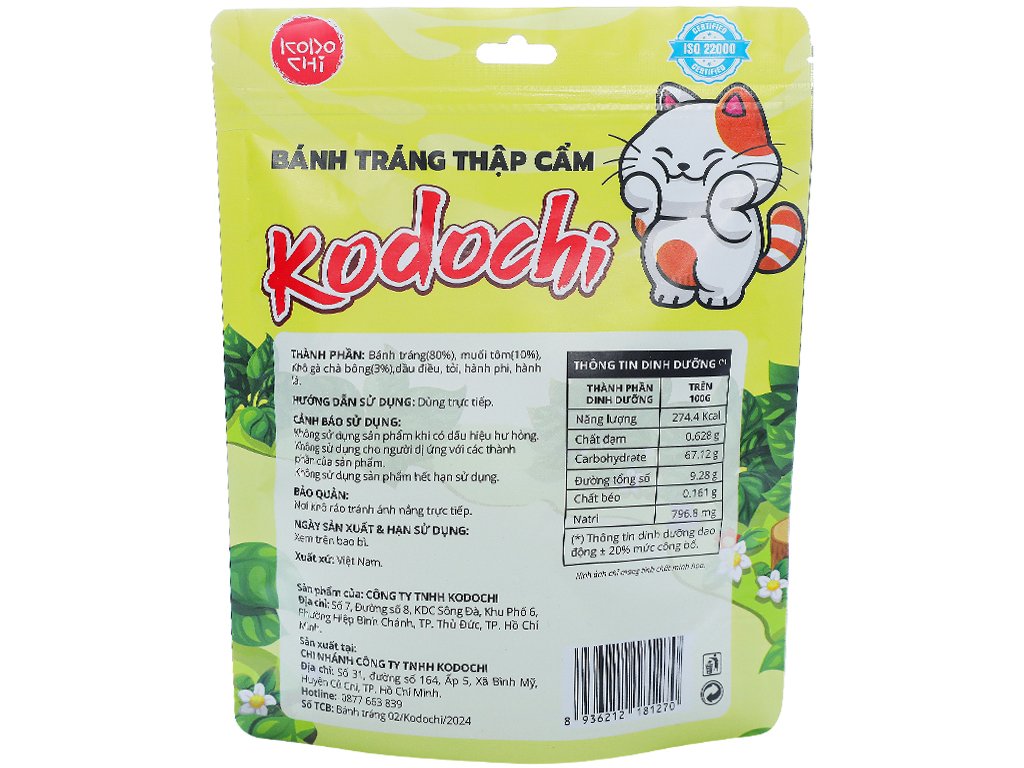 KODO
CHI
CERTIFIED
ISO 22000
CERTIFIED
BÁNH TRÁNG THẬP CẨM
Kodochi
THÀNH PHẦN: Bánh tráng(80%), muối tôm(10%),
Khô gà chà bông(3%),dầu điều, tỏi, hành phi, hành
lá.
HƯỚNG DẪN SỬ DỤNG: Dùng trực tiếp.
CẢNH BÁO SỬ DỤNG:
Không sử dụng sản phẩm khi có dấu hiệu hư hỏng.
Không sử dụng cho người dị ứng với các thành
phần của sản phẩm.
Không sử dụng sản phẩm hết hạn sử dụng.
BẢO QUẢN:
Nơi khô ráo tránh ánh nắng trực tiếp.
NGÀY SẢN XUẤT & HẠN SỬ DỤNG:
Xem trên bao bì.
Xuất xứ: Việt Nam.
Sản phẩm của: CÔNG TY TNHH KODOCHI
Địa chỉ: Số 7, Đường số 8, KDC Sông Đà, Khu Phố 6,
Phường Hiệp Bình Chánh, TP. Thủ Đức, TP. Hồ Chí
Minh.
Sản xuất tại:
CHI NHÁNH CÔNG TY TNHH KODOCHI
Địa chỉ: Số 31, đường số 164, Ấp 5, Xã Bình Mỹ,
Huyện Củ Chi, TP. Hồ Chí Minh.
Hotline: 0877 663 839
Số TCB: Bánh tráng 02/Kodochi/2024
THÔNG TIN DINH DƯỠNG (*)
THÀNH PHẦN DINH DƯỠNG TRÊN 100G
Năng lượng 274.4 Kcal
Chất đạm 0.628 g
Carbohydrate 67.12 g
Đường tổng số 9.28 g
Chất béo 0.161 g
Natri 796.8 mg
(*) Thông tin dinh dưỡng dao
động ± 20% mức công bố.
Hình ảnh chỉ mang tính chất minh họa.
8 936212 181270